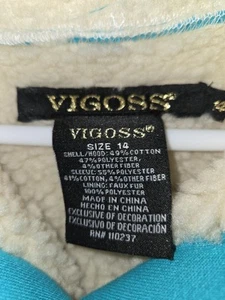 VIGOSS®
VIGOSS®
SIZE 14
SHELL/HOOD: 49% COTTON
47% POLYESTER,
4% OTHER FIBER
SLEEVE: 55% POLYESTER
41% COTTON, 4% OTHER FIBER
LINING: FAUX FUR
100% POLYESTER
MADE IN CHINA
HECHO EN CHINA
EXCLUSIVE OF DECORATION
EXCLUSIVA DE DECORACIÓN
RN# 110237